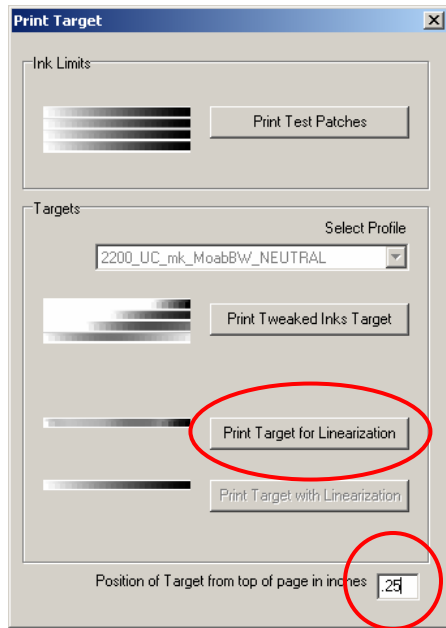 Print Target
Ink Limits
Print Test Patches
Targets
Select Profile
2200_UC_mk_MoabBW_NEUTRAL
Print Tweaked Inks Target
Print Target for Linearization
Print Target with Linearization
Position of Target from top of page in inches .25